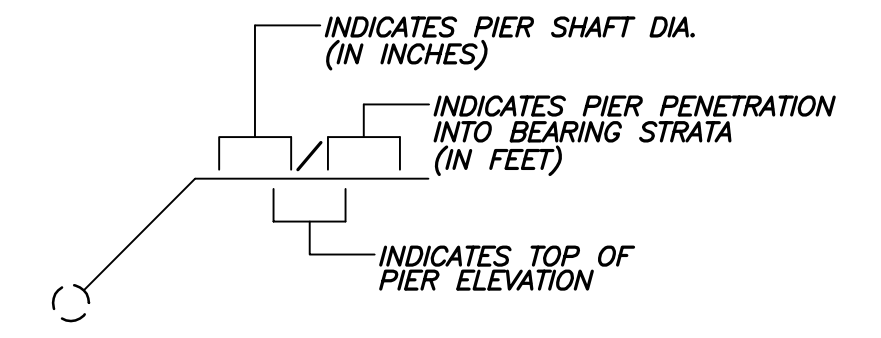 INDICATES PIER SHAFT DIA.
(IN INCHES)
INDICATES PIER PENETRATION
INTO BEARING STRATA
(IN FEET)
/
INDICATES TOP OF
PIER ELEVATION